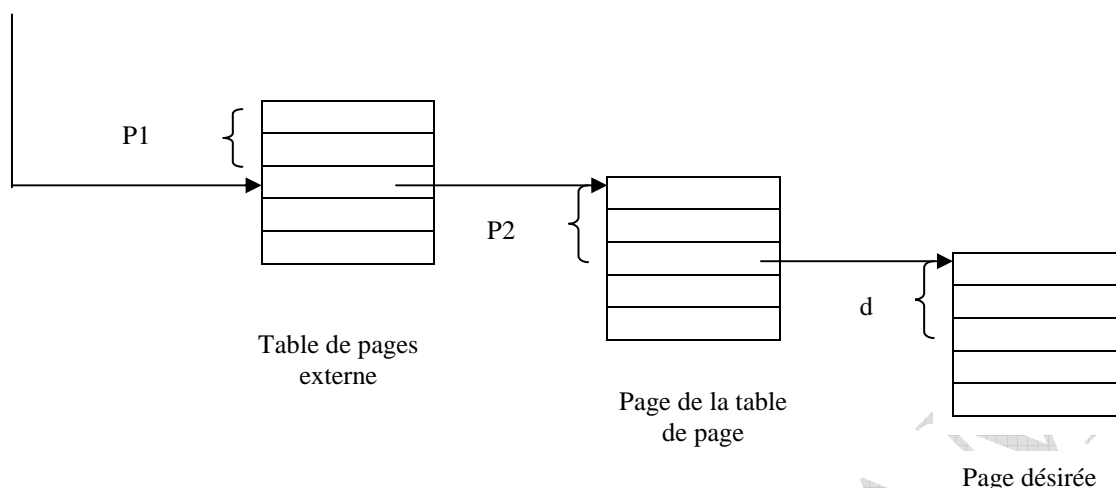 P1
P2
d
Table de pages
externe
Page de la table
de page
Page désirée